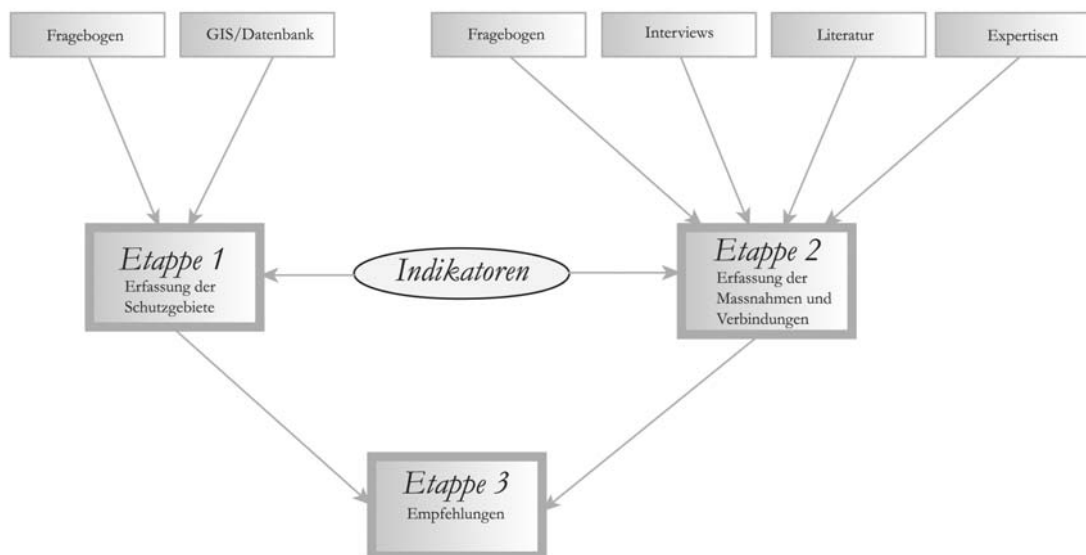 Fragebogen
GIS/Datenbank
Fragebogen
Interviews
Literatur
Expertisen
Etappe 1
Erfassung der
Schutzgebiete
Indikatoren
Etappe 2
Erfassung der
Massnahmen und
Verbindungen
Etappe 3
Empfehlungen